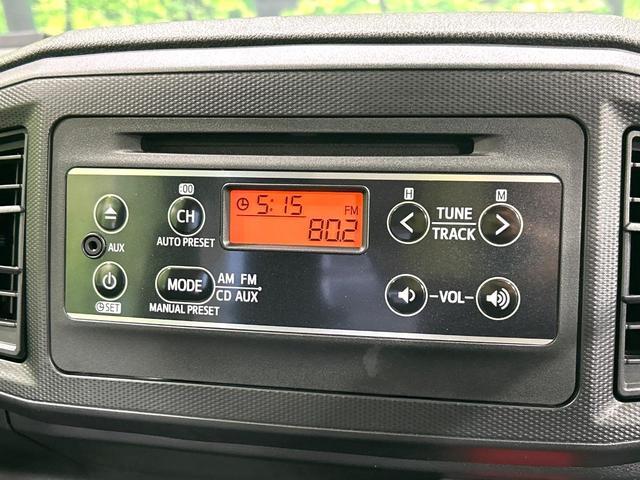 :00
H
M
CH
AUTO PRESET
5:15
FM
80.2
TUNE
TRACK
AUX
SET
MODE
AM FM
CD AUX
MANUAL PRESET
-VOL-